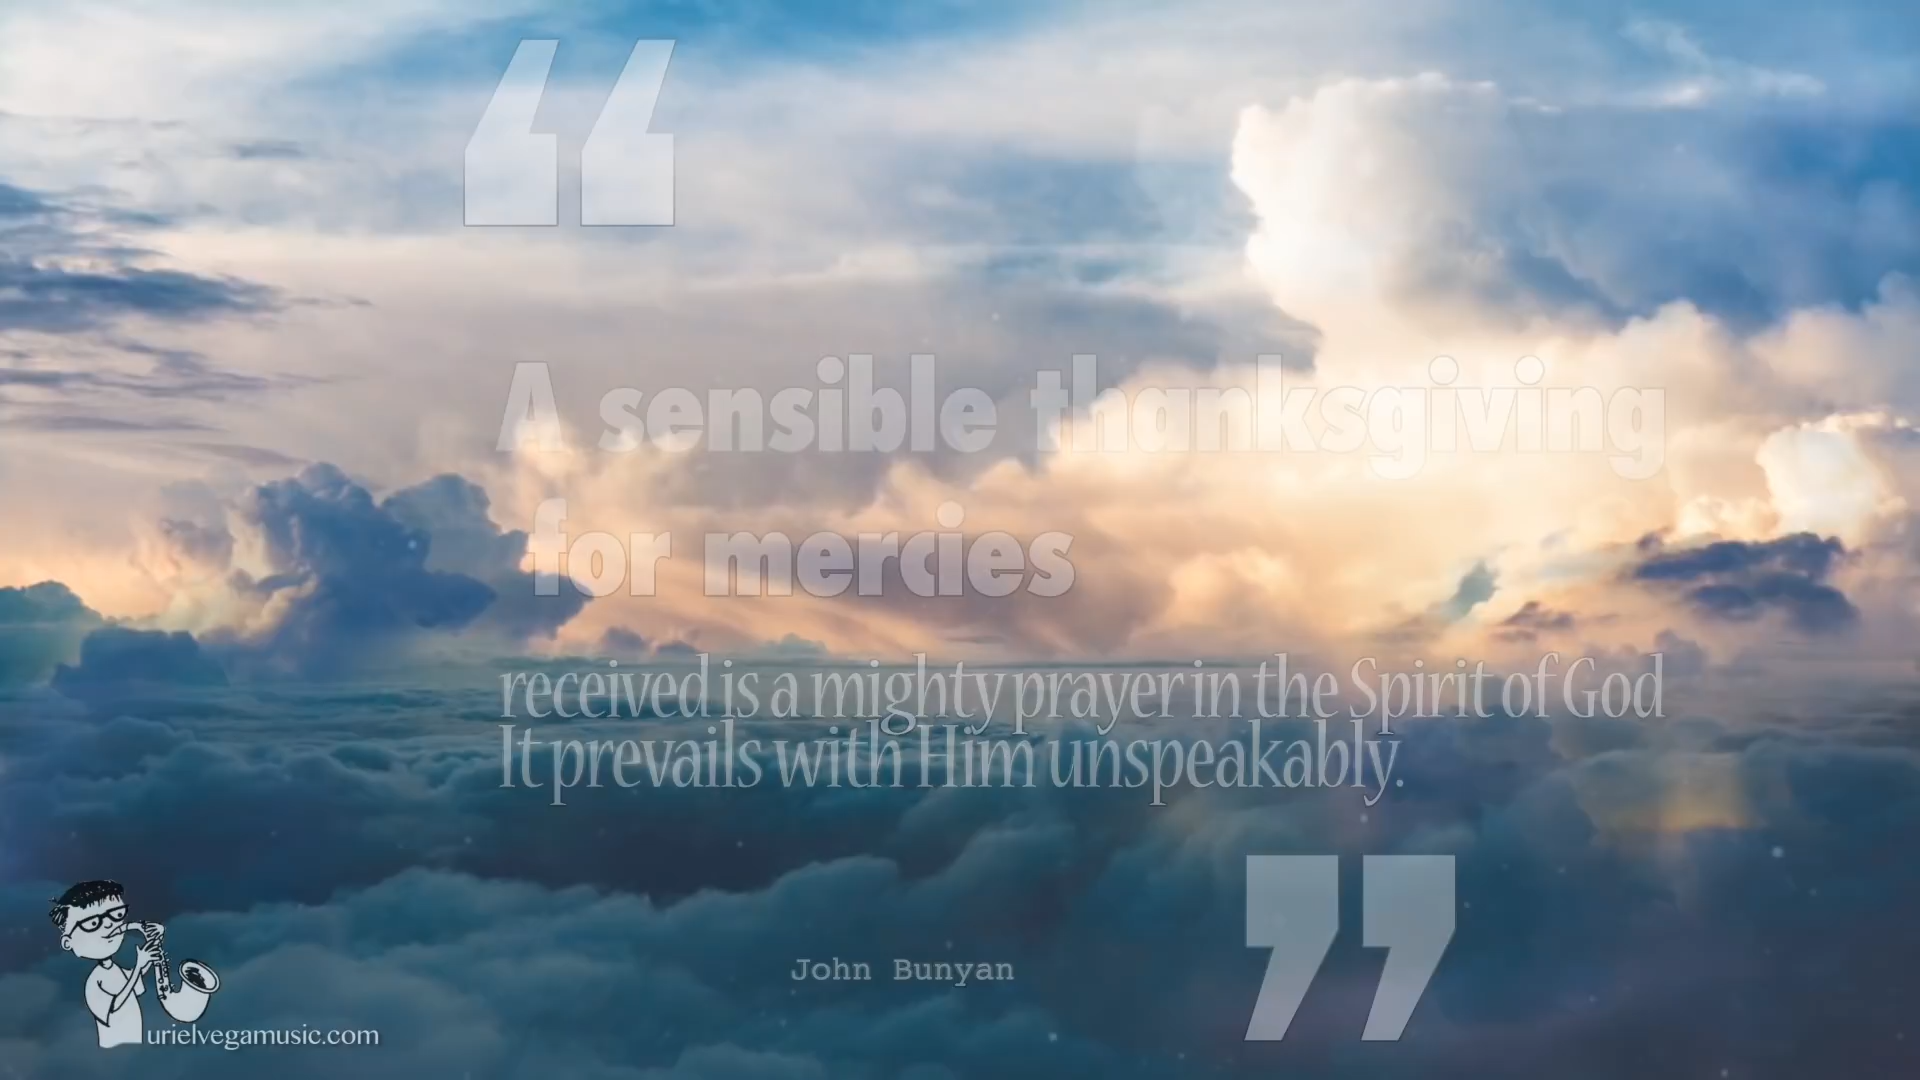 “
A sensible thanksgiving
for mercies
received is a mighty prayer in the Spirit of God
It prevails with Him unspeakably.
”
John Bunyan
urielvegamusic.com